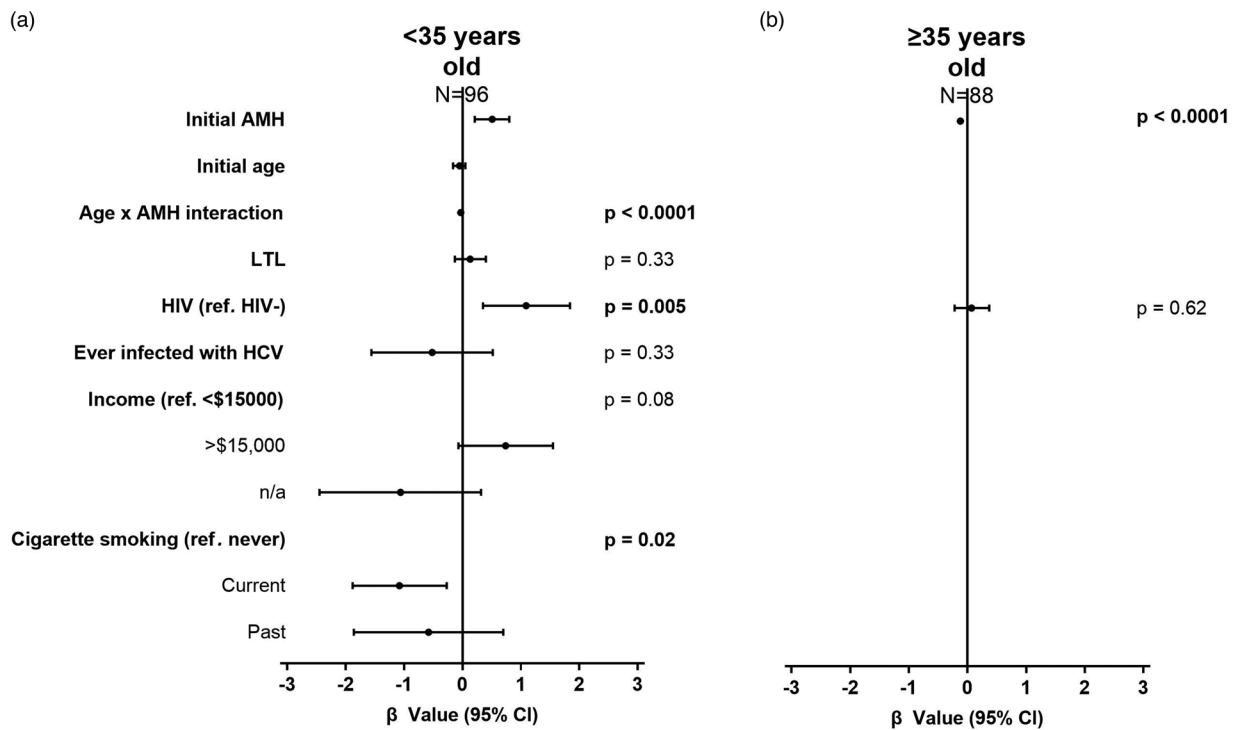 (a)
<35 years
old
N=96
Initial AMH
Initial age
Age x AMH interaction
p < 0.0001
LTL
p = 0.33
HIV (ref. HIV-)
p = 0.005
Ever infected with HCV
p = 0.33
Income (ref. <$15000)
p = 0.08
>$15,000
n/a
Cigarette smoking (ref. never)
p = 0.02
Current
Past
-3 -2 -1 0 1 2 3
β Value (95% CI)
(b)
≥35 years
old
N=88
p < 0.0001
p = 0.62
-3 -2 -1 0 1 2 3
β Value (95% CI)